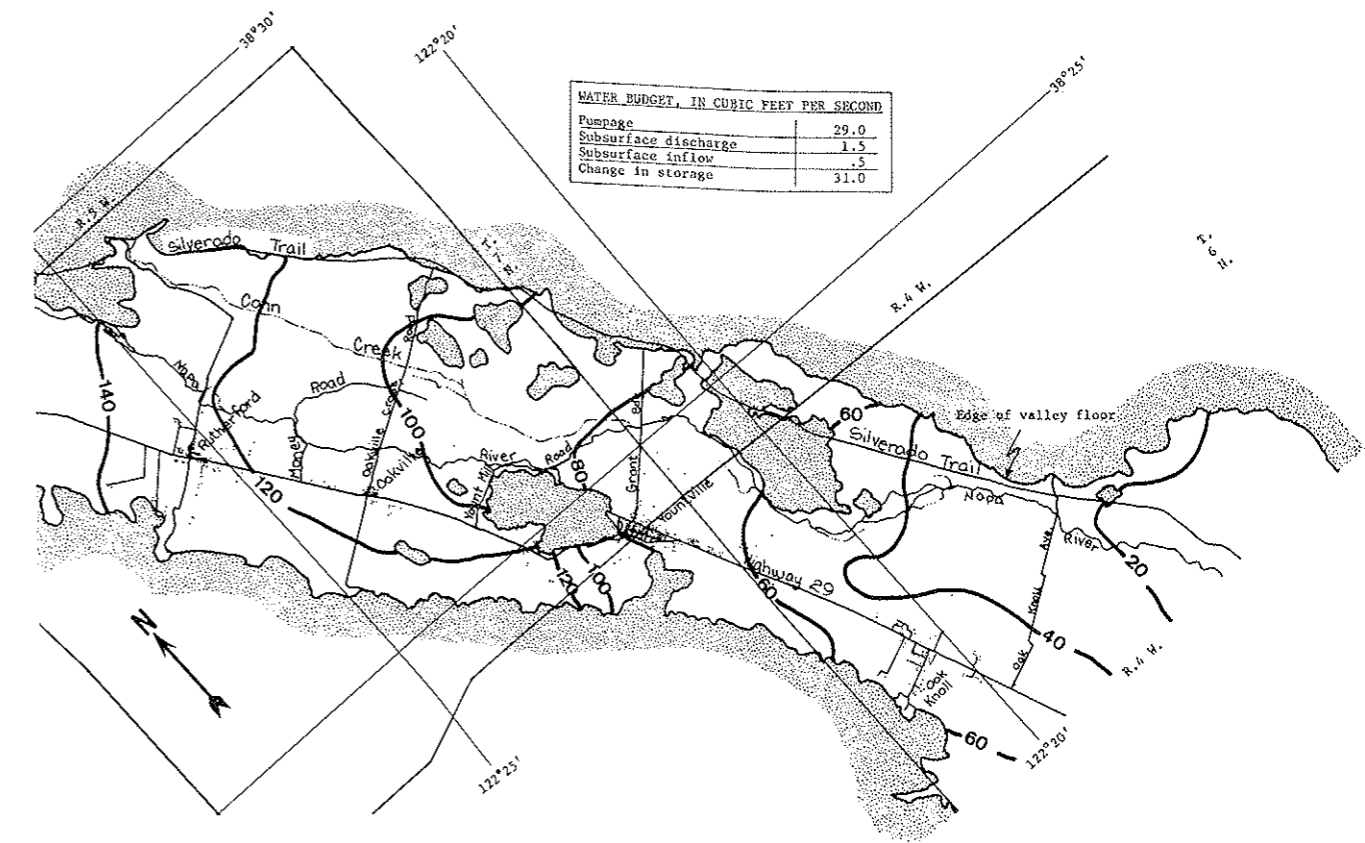 38°30'
122°20'
38°25'
WATER BUDGET, IN CUBIC FEET PER SECOND
Pumpage 29.0
Subsurface discharge 1.5
Subsurface inflow .5
Change in storage 31.0
R.5 W.
T. 7 N.
T. 6 N.
R.4 W.
Silverado Trail
Conn
Creek
Napa
Road
Road
140
Rutherford
Money
Oakville Cross
Oakville
100
River
Road
Yount Mill
80
Grant Bd
Yountville
120
60
Edge of valley floor
Silverado Trail
Napa
River
Ave
Knoll
Oak
20
120
100
Highway 29
60
40
R.4 W.
N
Oak
Knoll
60
122°20'
122°25'